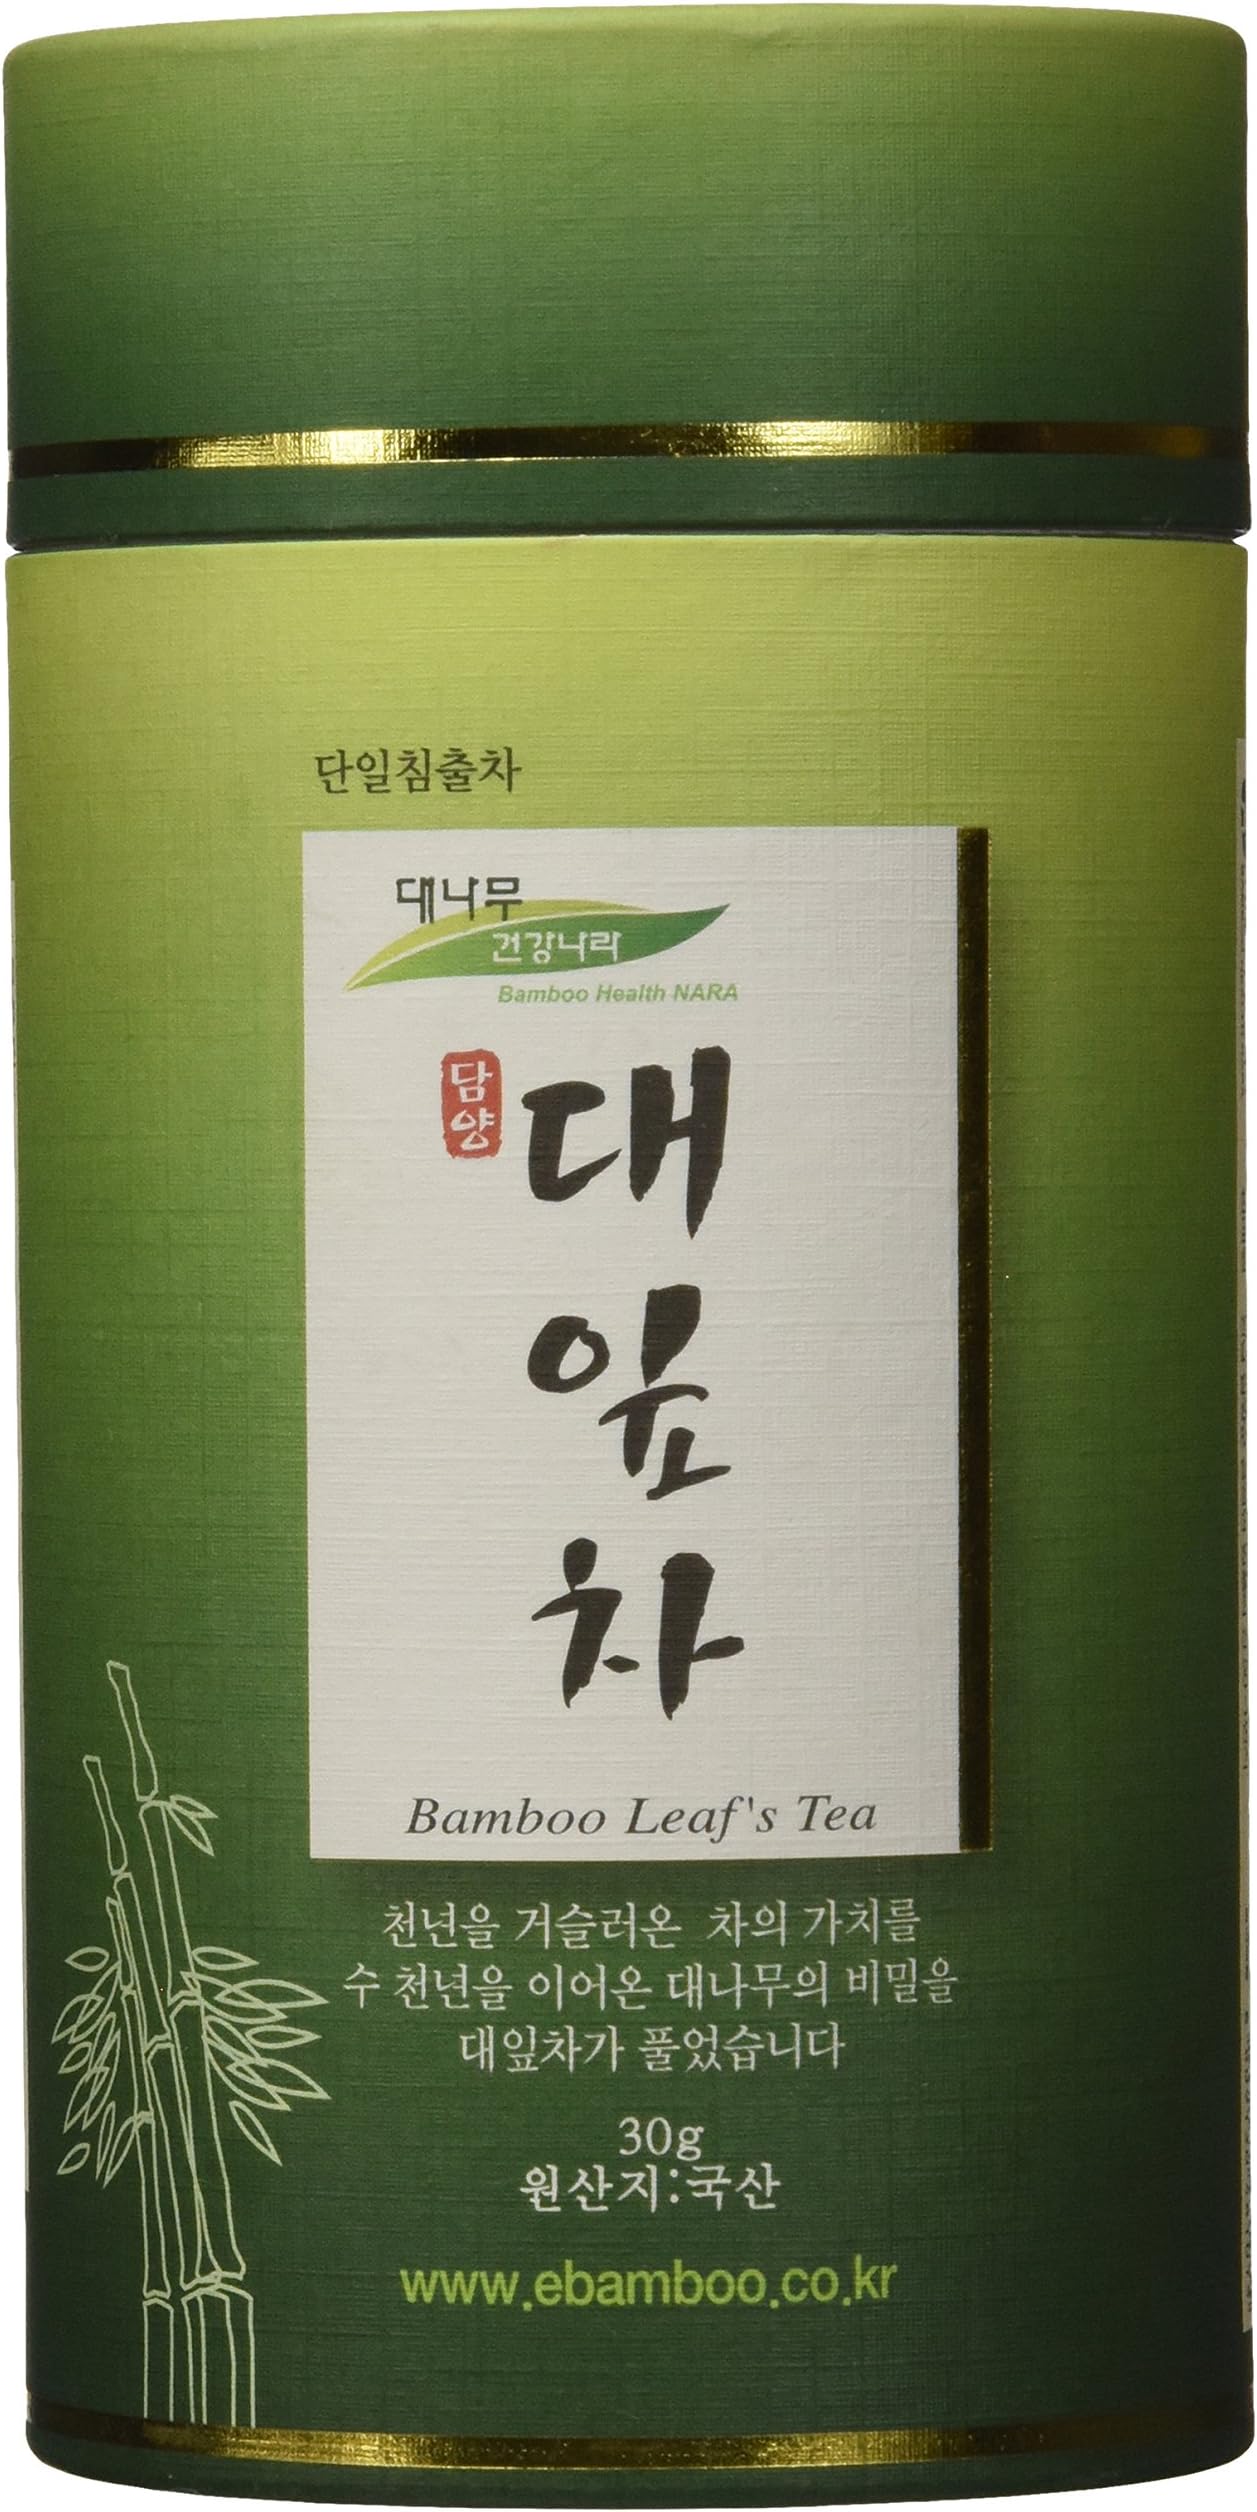 단일침출차
대나무
건강나라
Bamboo Health NARA
담양
대잎차
Bamboo Leaf's Tea
천년을 거슬러온 차의 가치를
수 천년을 이어온 대나무의 비밀을
대잎차가 풀었습니다
30g
원산지:국산
www.ebamboo.co.kr